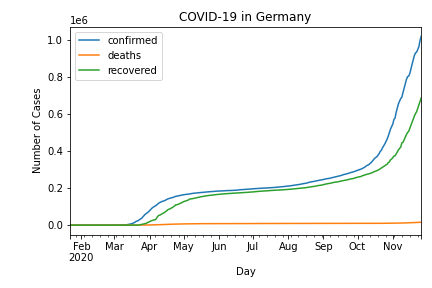 COVID-19 in Germany
1e6
confirmed
deaths
recovered
1.0
0.8
0.6
0.4
0.2
0.0
Number of Cases
Feb Mar Apr May Jun Jul Aug Sep Oct Nov
2020
Day